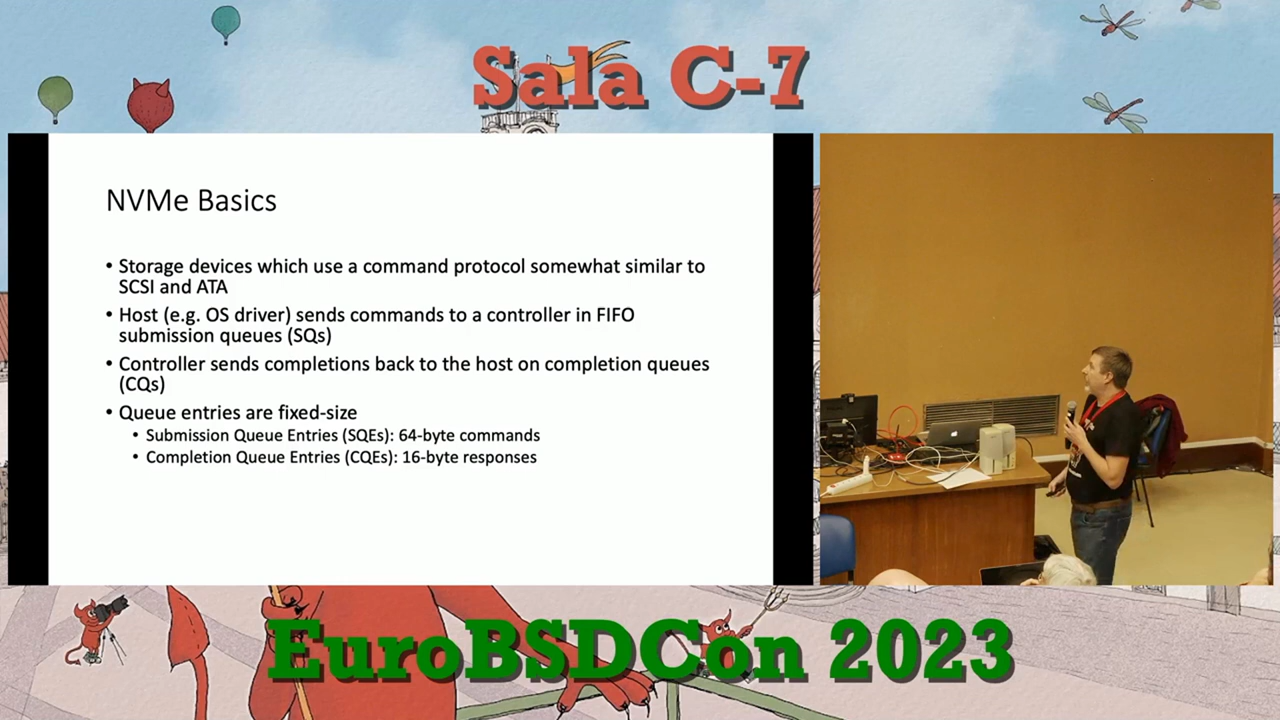 Sala C-7
NVMe Basics
• Storage devices which use a command protocol somewhat similar to
SCSI and ATA
• Host (e.g. OS driver) sends commands to a controller in FIFO
submission queues (SQs)
• Controller sends completions back to the host on completion queues
(CQs)
• Queue entries are fixed-size
• Submission Queue Entries (SQEs): 64-byte commands
• Completion Queue Entries (CQEs): 16-byte responses
EuroBSDCon 2023